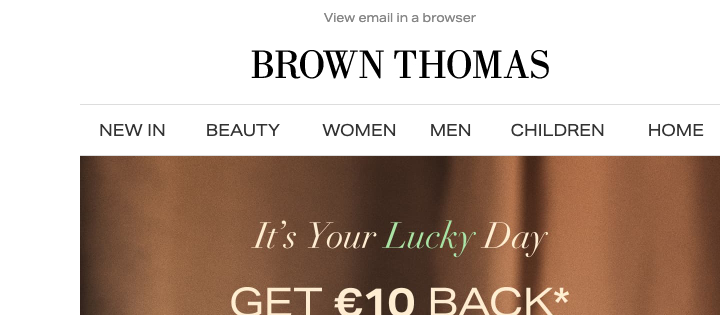 View email in a browser
BROWN THOMAS
NEW IN BEAUTY WOMEN MEN CHILDREN HOME
It’s Your Lucky Day
GET €10 BACK*